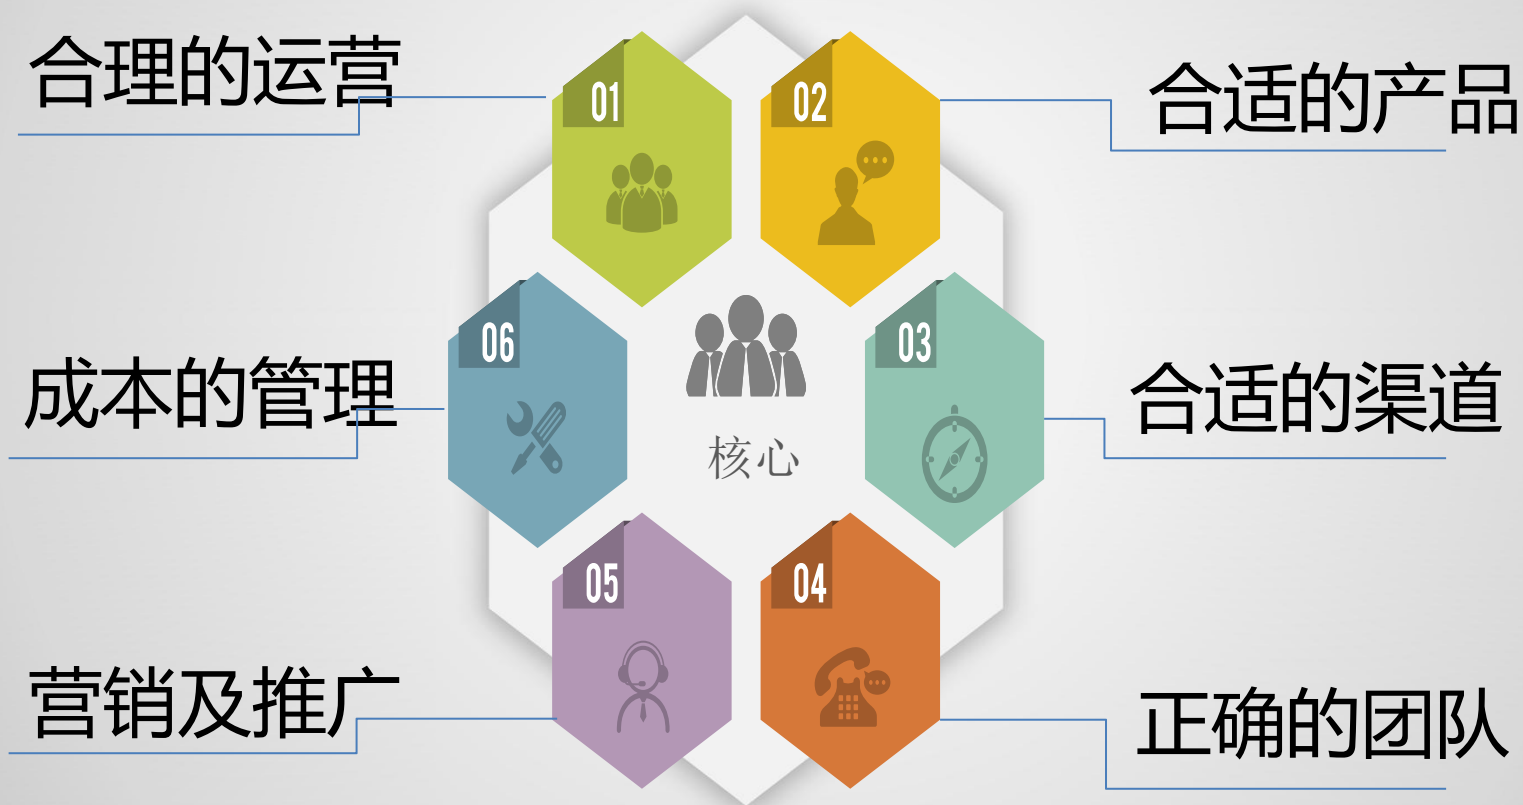 合理的运营
01
02
合适的产品
成本的管理
06
核心
03
合适的渠道
营销及推广
05
04
正确的团队